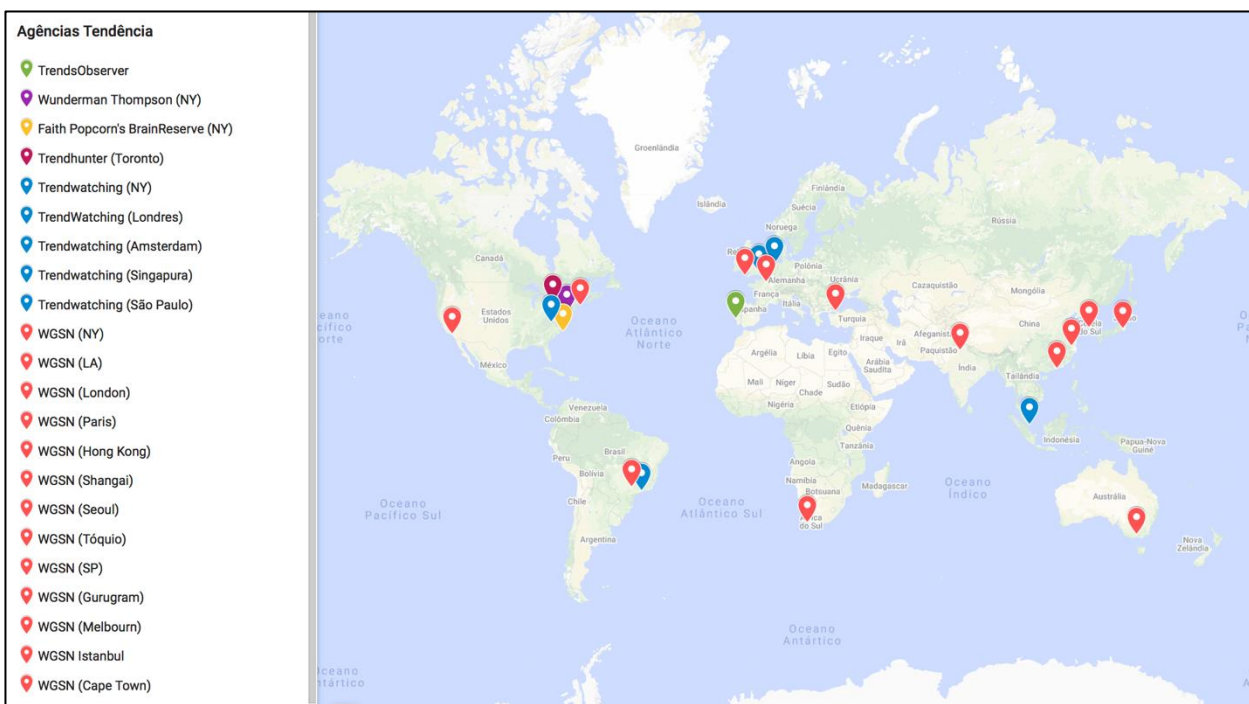 Agências Tendência
TrendsObserver
Wunderman Thompson (NY)
Faith Popcorn's BrainReserve (NY)
Trendhunter (Toronto)
Trendwatching (NY)
TrendWatching (Londres)
Trendwatching (Amsterdam)
Trendwatching (Singapura)
Trendwatching (São Paulo)
WGSN (NY)
WGSN (LA)
WGSN (London)
WGSN (Paris)
WGSN (Hong Kong)
WGSN (Shangai)
WGSN (Seoul)
WGSN (Tóquio)
WGSN (SP)
WGSN (Gurugram)
WGSN (Melbourn)
WGSN Istanbul
WGSN (Cape Town)
Groenlândia
Islândia
Finlândia
Suécia
Noruega
Rússia
Canadá
Polónia
Alemanha
Ucrânia
Cazaquistão
Mongólia
França
Itália
Turquia
Estados
Unidos
Oceano
Atlântico
Norte
Iraque
Irã
Paquistão
China
México
Argélia
Líbia
Egito
Arábia
Saudita
Índia
Tailândia
Mali
Niger
Chade
Sudão
Nigéria
Etiópia
Venezuela
Colômbia
Quênia
Tanzânia
Indonésia
Papua-Nova
Guiné
Peru
Brasil
Bolívia
Angola
Namíbia
Botsuana
Madagascar
Oceano
Índico
Austrália
Oceano
Pacífico Sul
Chile
Oceano
Atlântico Sul
do Sul
Argentina
Nova
Zelândia
Oceano
Antártico